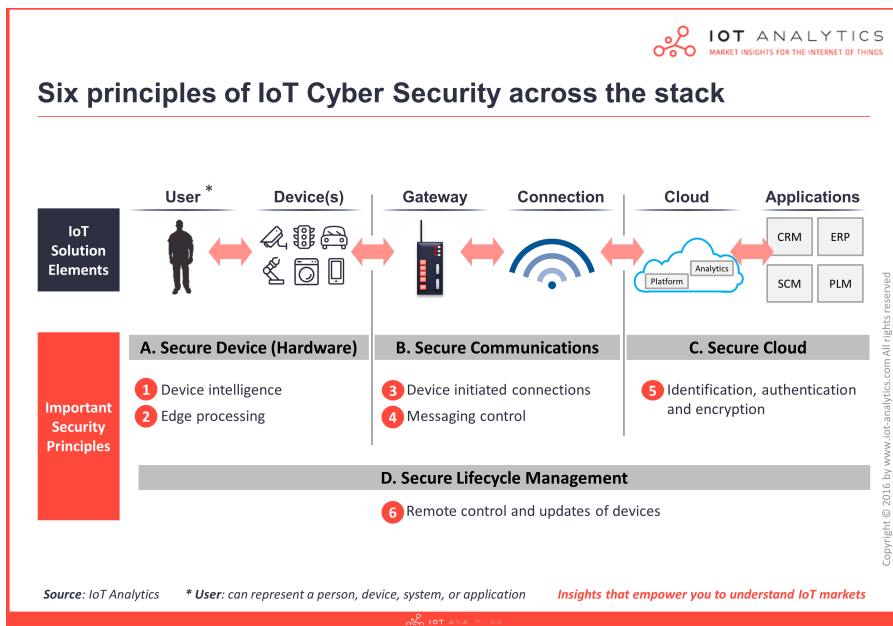 IOT ANALYTICS
MARKET INSIGHTS FOR THE INTERNET OF THINGS
Six principles of IoT Cyber Security across the stack
User *
Device(s)
Gateway
Connection
Cloud
Applications
IoT
Solution
Elements
Platform
Analytics
CRM
ERP
SCM
PLM
Important
Security
Principles
A. Secure Device (Hardware)
1 Device intelligence
2 Edge processing
B. Secure Communications
3 Device initiated connections
4 Messaging control
C. Secure Cloud
5 Identification, authentication
and encryption
D. Secure Lifecycle Management
6 Remote control and updates of devices
Copyright © 2016 by www.iot-analytics.com All rights reserved
Source: IoT Analytics
* User: can represent a person, device, system, or application
Insights that empower you to understand IoT markets
IOT ANALYTICS